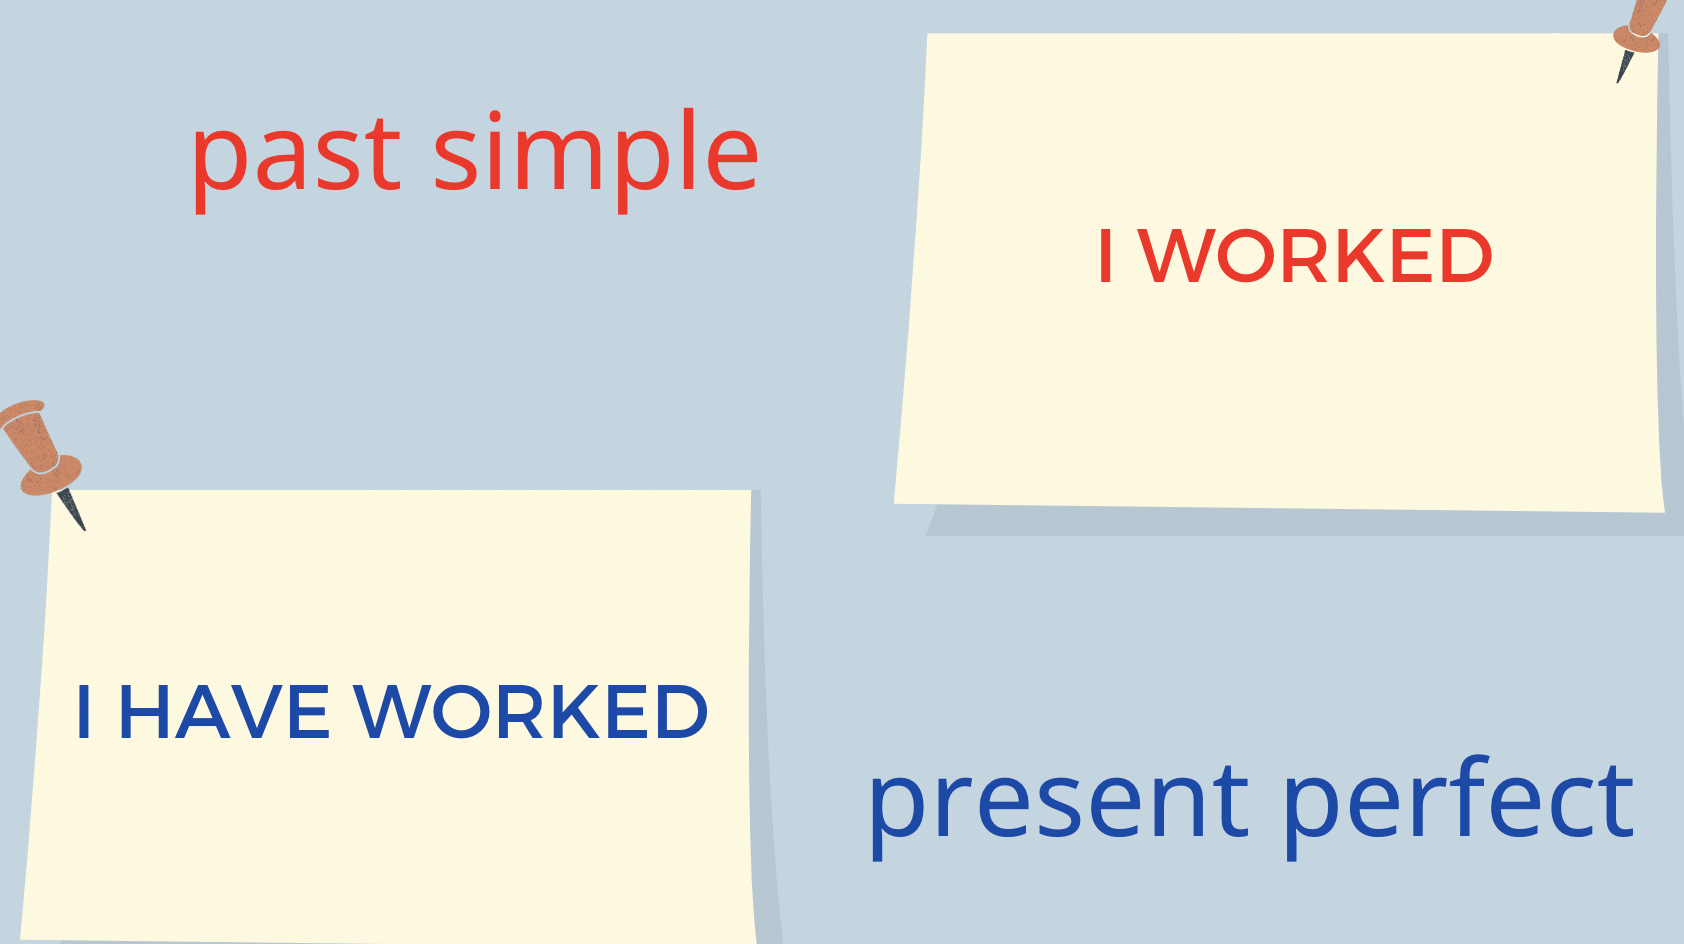 past simple
I WORKED
I HAVE WORKED
present perfect